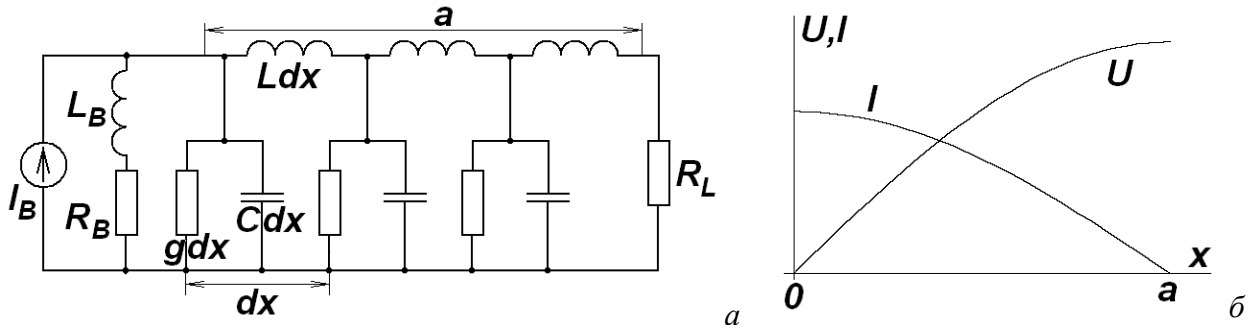 a
Ldx
L_B
I_B
R_B
gdx
Cdx
R_L
dx
а
U,I
I
U
0
a
x
б